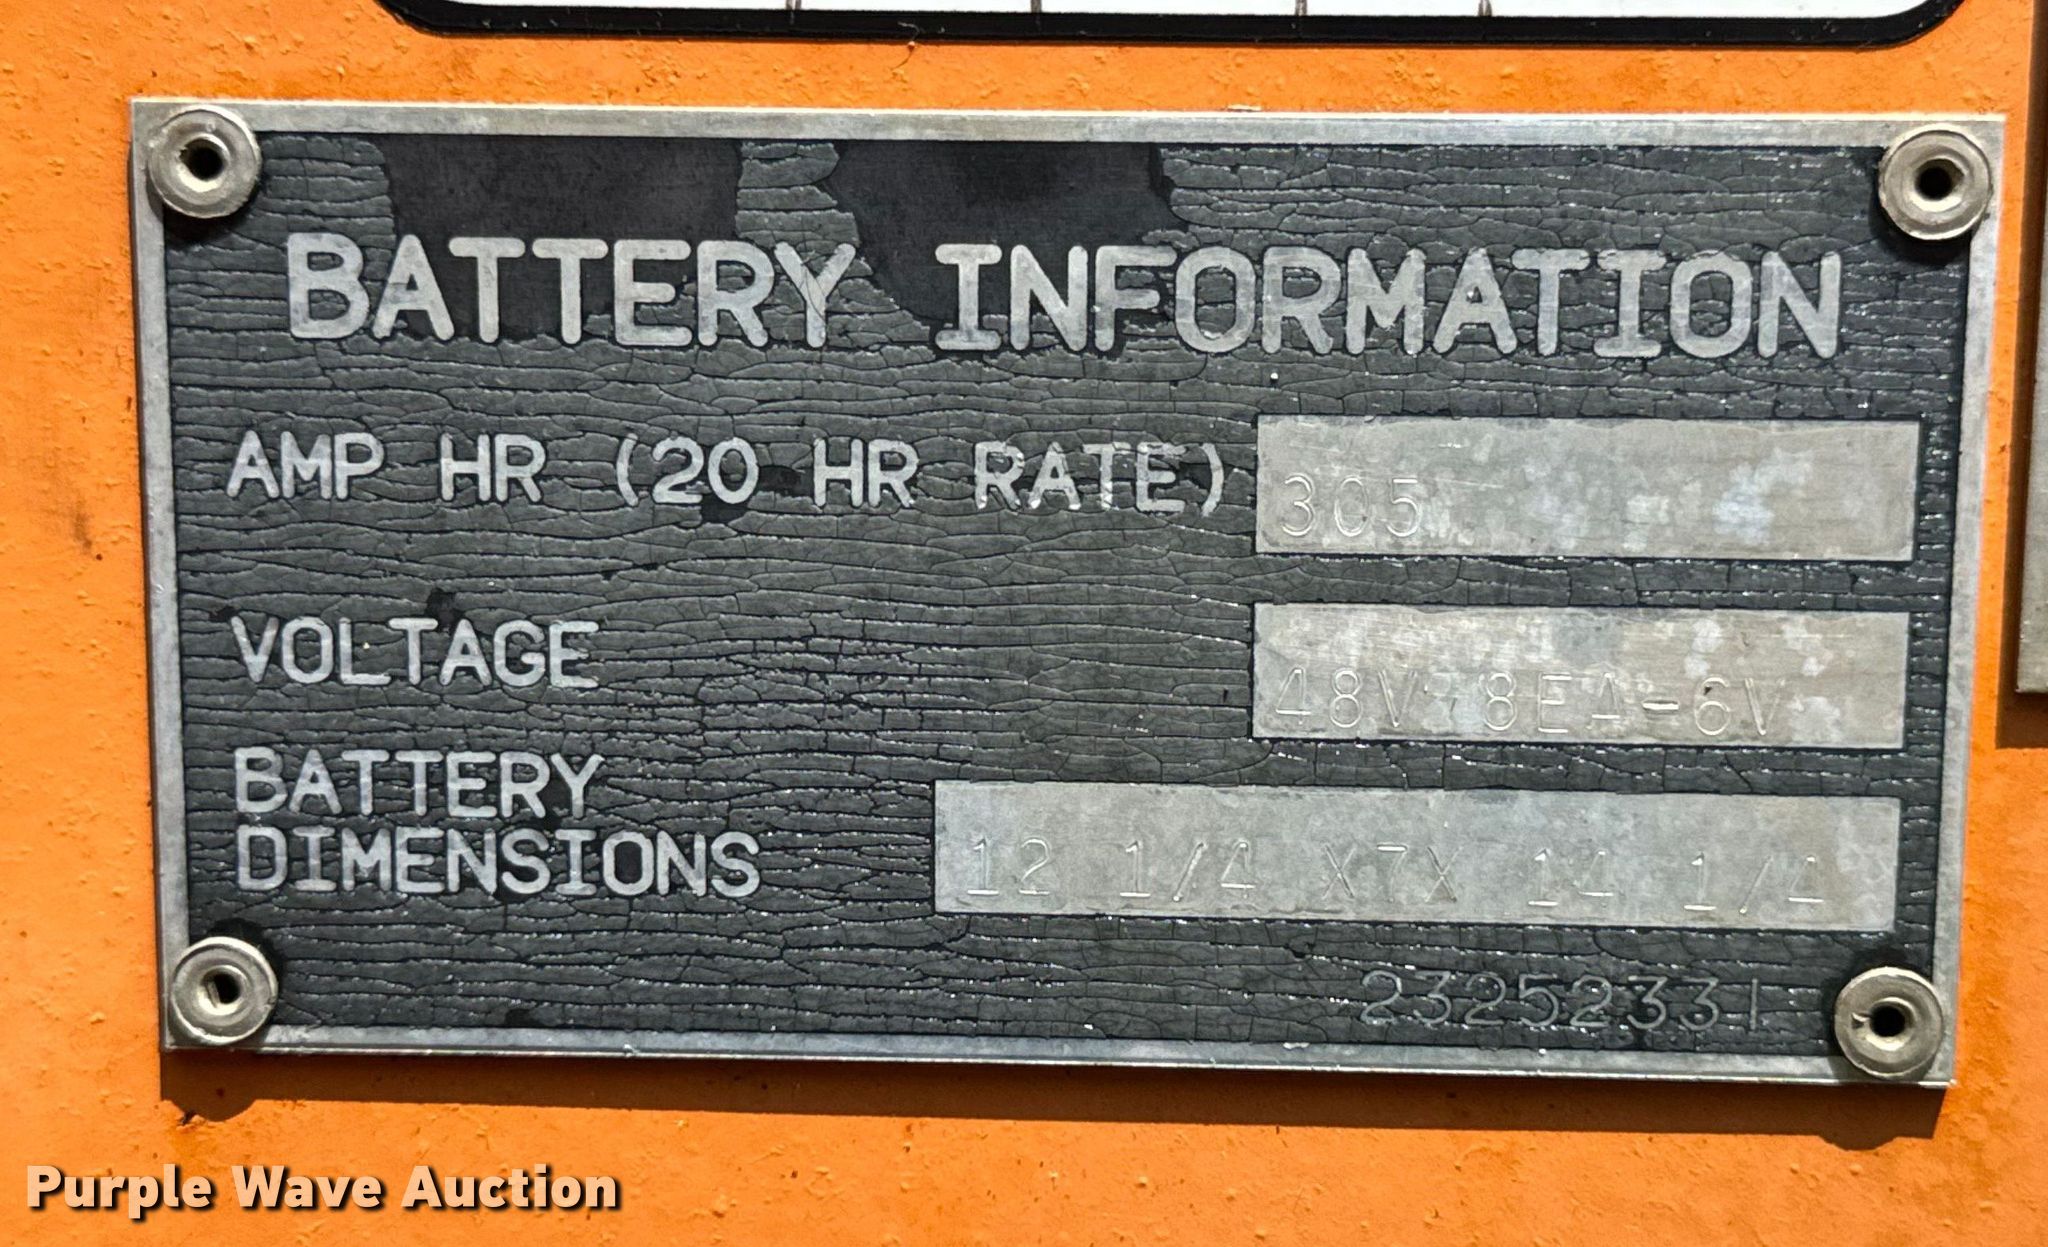 BATTERY INFORMATION
AMP HR (20 HR RATE) 305
VOLTAGE 48V 8EA-6V
BATTERY
DIMENSIONS 12 1/4 X7X 14 1/4
23252331
Purple Wave Auction